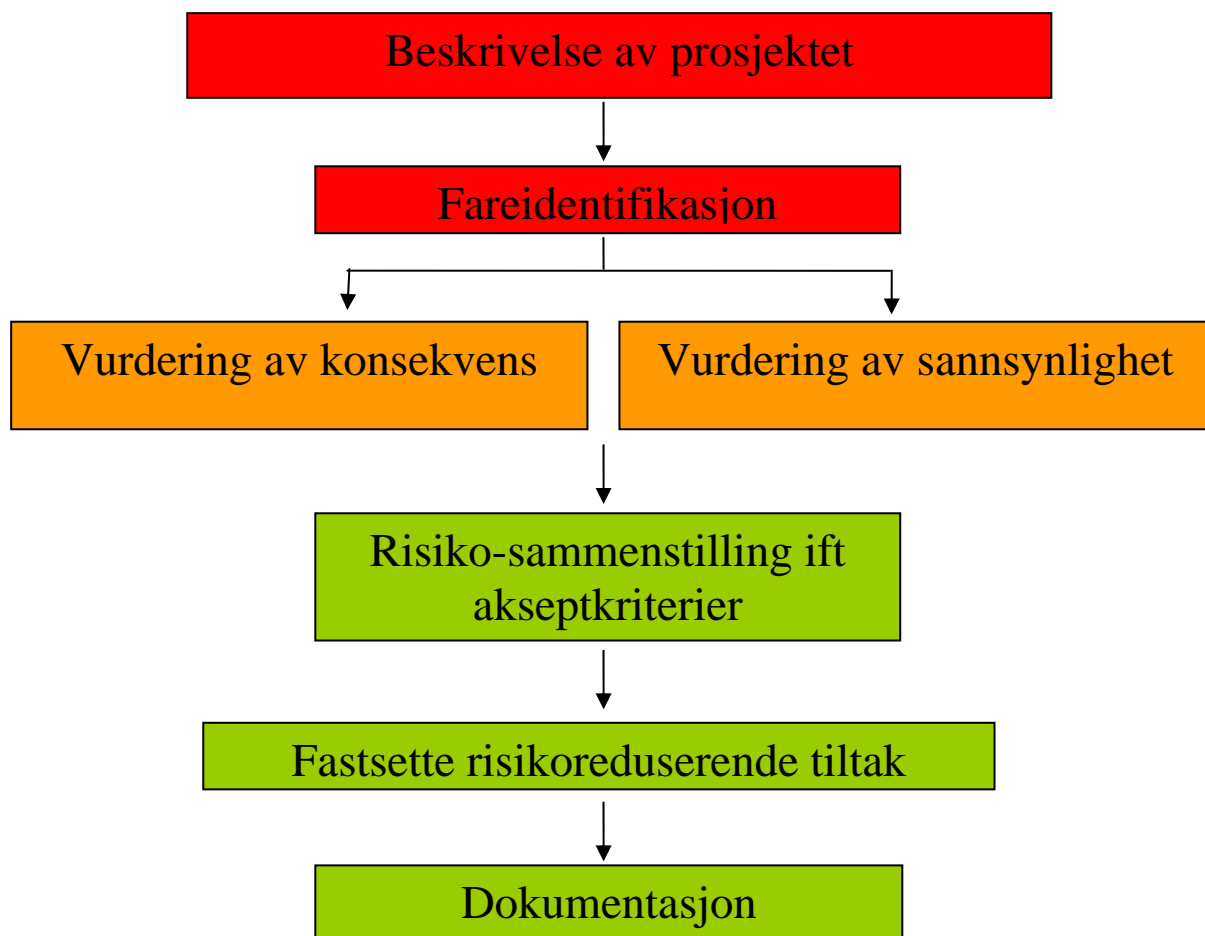 Beskrivelse av prosjektet
Fareidentifikasjon
Vurdering av konsekvens
Vurdering av sannsynlighet
Risiko-sammenstilling ift
akseptkriterier
Fastsette risikoreduserende tiltak
Dokumentasjon